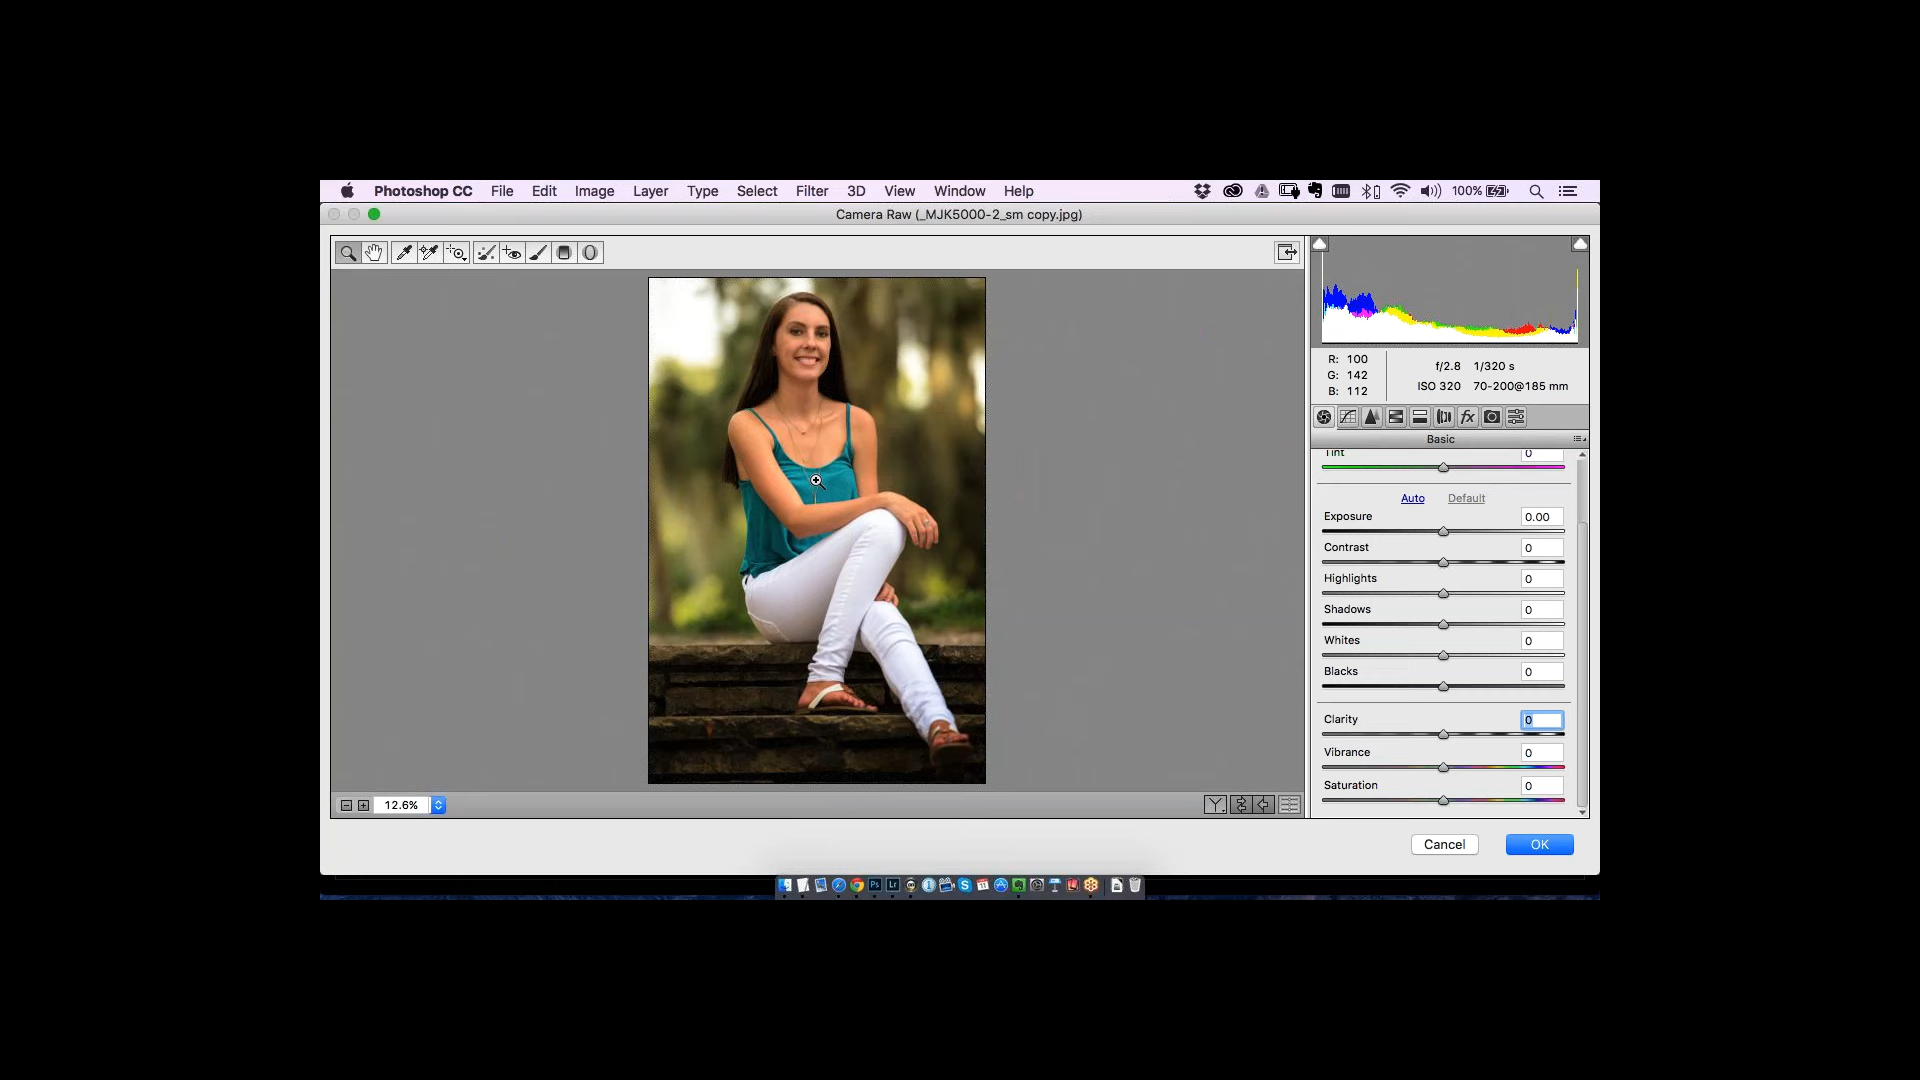 Photoshop CC File Edit Image Layer Type Select Filter 3D View Window Help 100%
Camera Raw (_MJK5000-2_sm copy.jpg)
R: 100
G: 142
B: 112
f/2.8 1/320 s
ISO 320 70-200@185 mm
fx
Basic
Tint 0
Auto Default
Exposure 0.00
Contrast 0
Highlights 0
Shadows 0
Whites 0
Blacks 0
Clarity 0
Vibrance 0
Saturation 0
12.6%
Y
Cancel OK
Ps Lr S